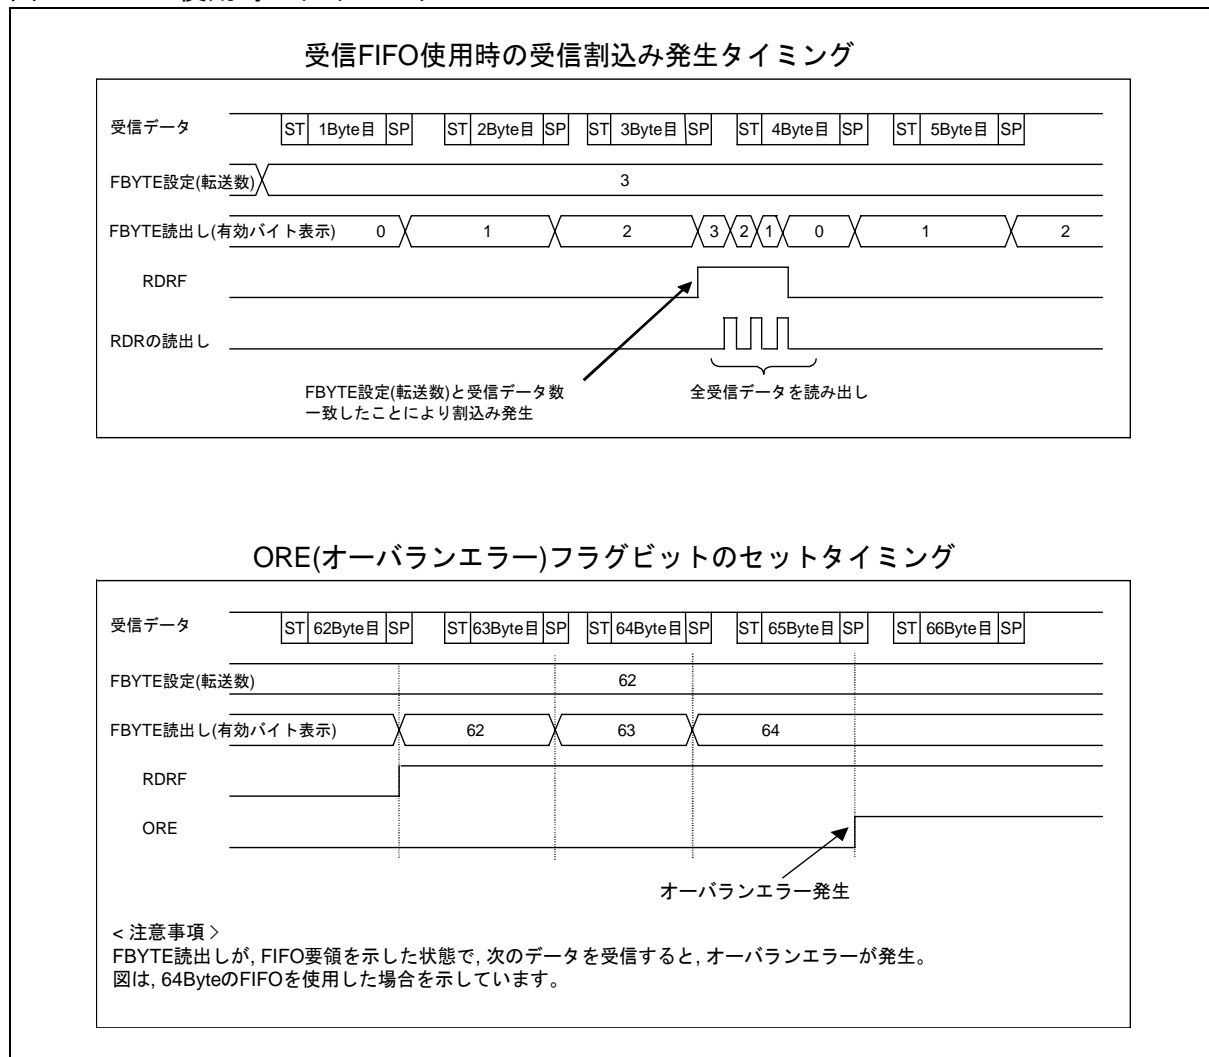 受信FIFO使用時の受信割込み発生タイミング
受信データ ST 1Byte目 SP ST 2Byte目 SP ST 3Byte目 SP ST 4Byte目 SP ST 5Byte目 SP
FBYTE設定(転送数) 3
FBYTE読出し(有効バイト表示) 0 1 2 3 2 1 0 1 2
RDRF
RDRの読出し
FBYTE設定(転送数)と受信データ数
一致したことにより割込み発生
全受信データを読み出し
ORE(オーバランエラー)フラグビットのセットタイミング
受信データ ST 62Byte目 SP ST 63Byte目 SP ST 64Byte目 SP ST 65Byte目 SP ST 66Byte目 SP
FBYTE設定(転送数) 62
FBYTE読出し(有効バイト表示) 62 63 64
RDRF
ORE
オーバランエラー発生
<注意事項>
FBYTE読出しが, FIFO要領を示した状態で, 次のデータを受信すると, オーバランエラーが発生。
図は, 64ByteのFIFOを使用した場合を示しています。